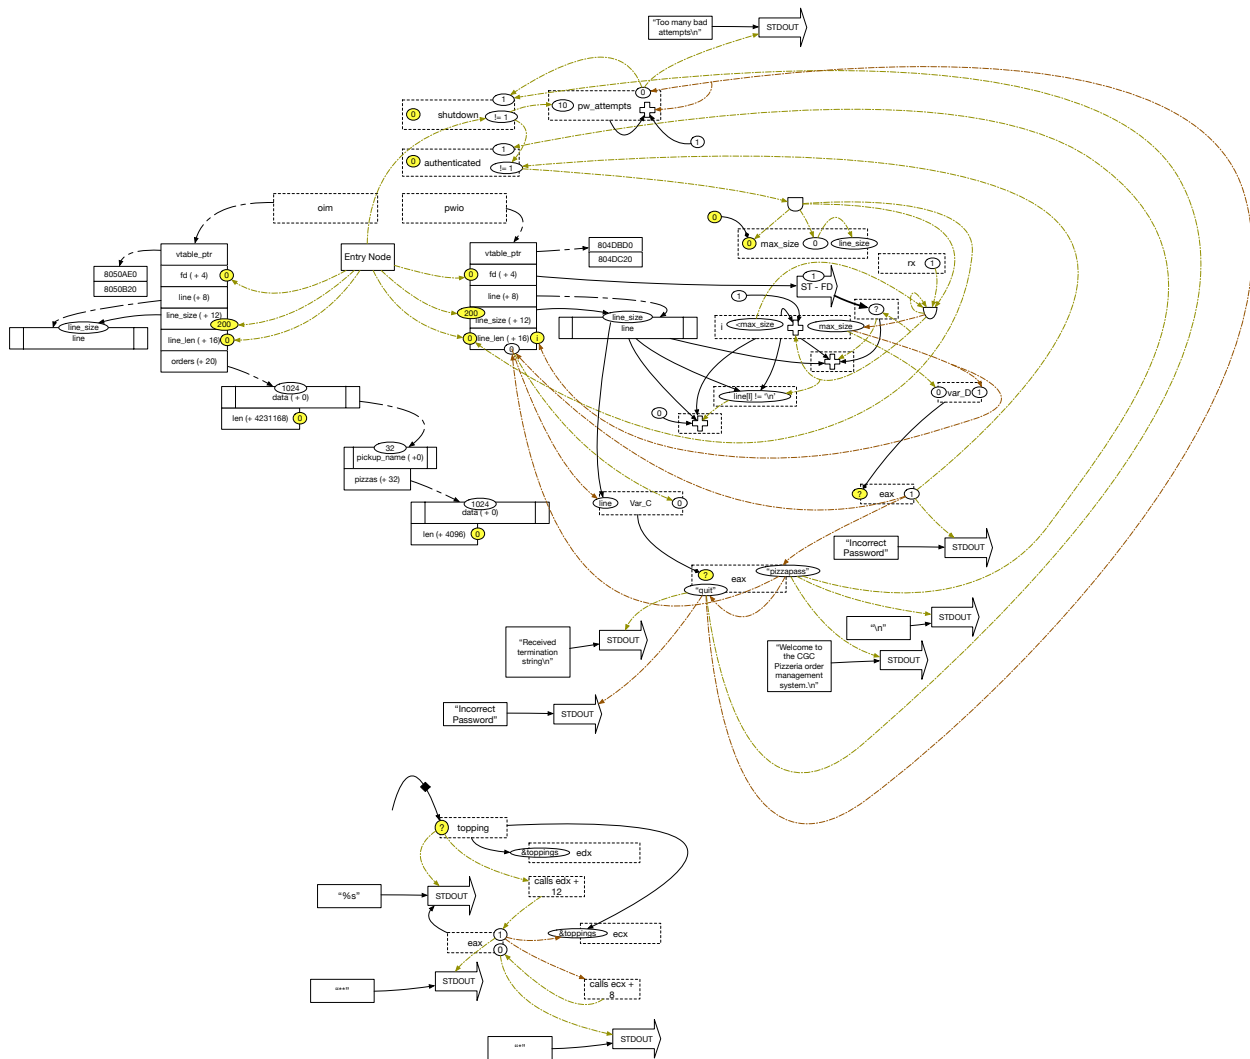 "Too many bad
attempts\n"
STDOUT
0
1
10
pw_attempts
0
shutdown
!= 1
1
1
0
authenticated
!= 1
oim
pwio
0
0
max_size
0
line_size
vtable_ptr
fd (+ 4)
0
line (+ 8)
line_size (+ 12)
200
line_len (+ 16)
0
orders (+ 20)
8050AE0
8050B20
line_size
line
Entry Node
vtable_ptr
0
fd (+ 4)
line (+ 8)
200
line_size (+ 12)
0
line_len (+ 16)
i
0
804DBD0
804DC20
rx
1
1
ST - FD
?
1
line_size
line
i
<max_size
max_size
line[I] != '\n'
0
0
var_D
1
1024
data (+ 0)
len (+ 4231168)
0
32
pickup_name (+0)
pizzas (+ 32)
1024
data (+ 0)
len (+ 4096)
0
line
Var_C
0
?
eax
1
"Incorrect
Password"
STDOUT
?
eax
"pizzapass"
"quit"
"Received
termination
string\n"
STDOUT
"\n"
STDOUT
"Welcome to
the CGC
Pizzeria order
management
system.\n"
STDOUT
"Incorrect
Password"
STDOUT
?
topping
&toppings
edx
"%s"
STDOUT
calls edx +
12
eax
1
0
&toppings
ecx
"**"
STDOUT
calls ecx +
8
"*"
STDOUT